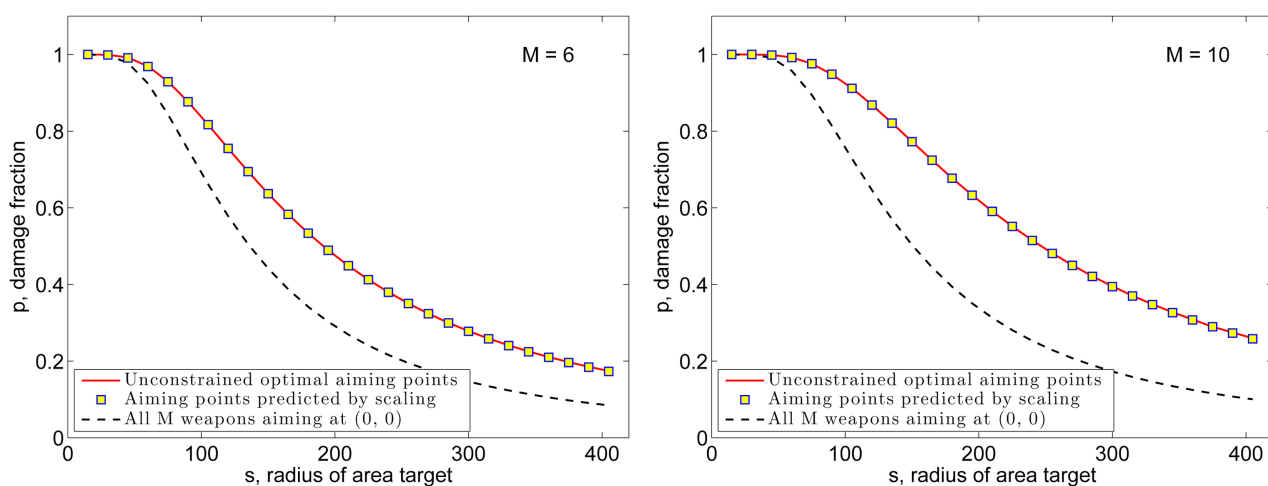 M = 6
p, damage fraction
1
0.8
0.6
0.4
0.2
0
Unconstrained optimal aiming points
Aiming points predicted by scaling
All M weapons aiming at (0, 0)
0
100
200
300
400
s, radius of area target
M = 10
p, damage fraction
1
0.8
0.6
0.4
0.2
0
Unconstrained optimal aiming points
Aiming points predicted by scaling
All M weapons aiming at (0, 0)
0
100
200
300
400
s, radius of area target